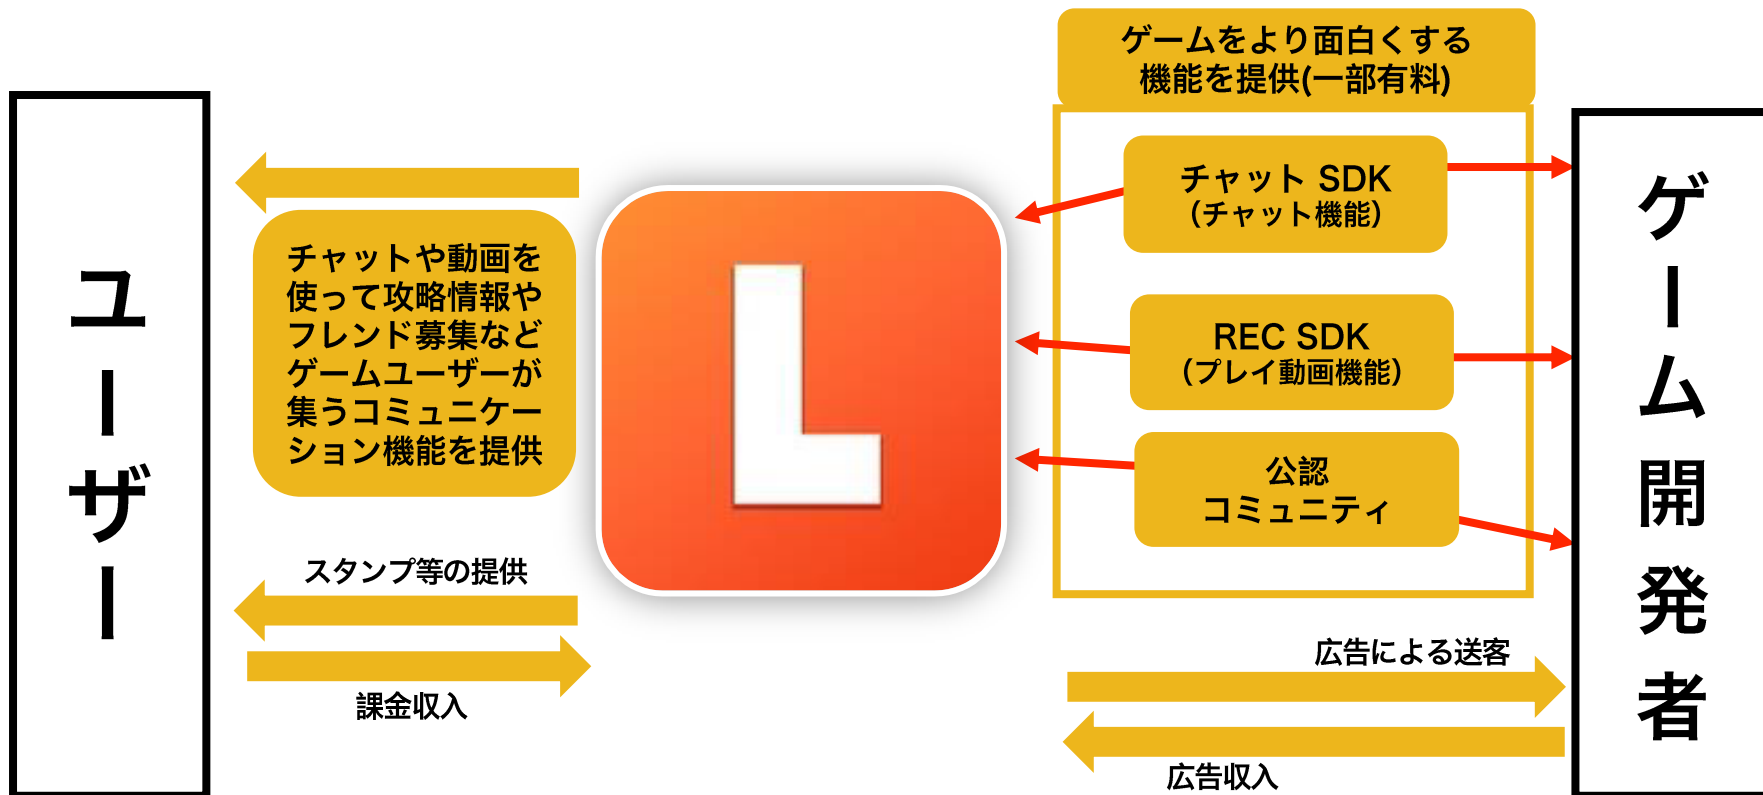 ユーザー
チャットや動画を
使って攻略情報や
フレンド募集など
ゲームユーザーが
集うコミュニケー
ション機能を提供
スタンプ等の提供
課金収入
L
ゲームをより面白くする
機能を提供(一部有料)
チャット SDK
（チャット機能）
REC SDK
（プレイ動画機能）
公認
コミュニティ
広告による送客
広告収入
ゲーム開発者